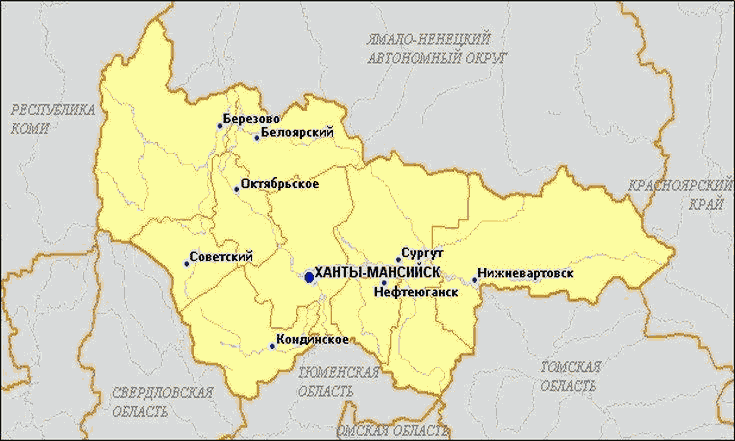 ЯМАЛО-НЕНЕЦКИЙ
АВТОНОМНЫЙ ОКРУГ
РЕСПУБЛИКА
КОМИ
Березово
Белоярский
Октябрьское
КРАСНОЯРСКИЙ
КРАЙ
Советский
Сургут
ХАНТЫ-МАНСИЙСК
Нижневартовск
Нефтеюганск
Кондинское
ТЮМЕНСКАЯ
ОБЛАСТЬ
ТОМСКАЯ
ОБЛАСТЬ
СВЕРДЛОВСКАЯ
ОБЛАСТЬ
ОМСКАЯ ОБЛАСТЬ